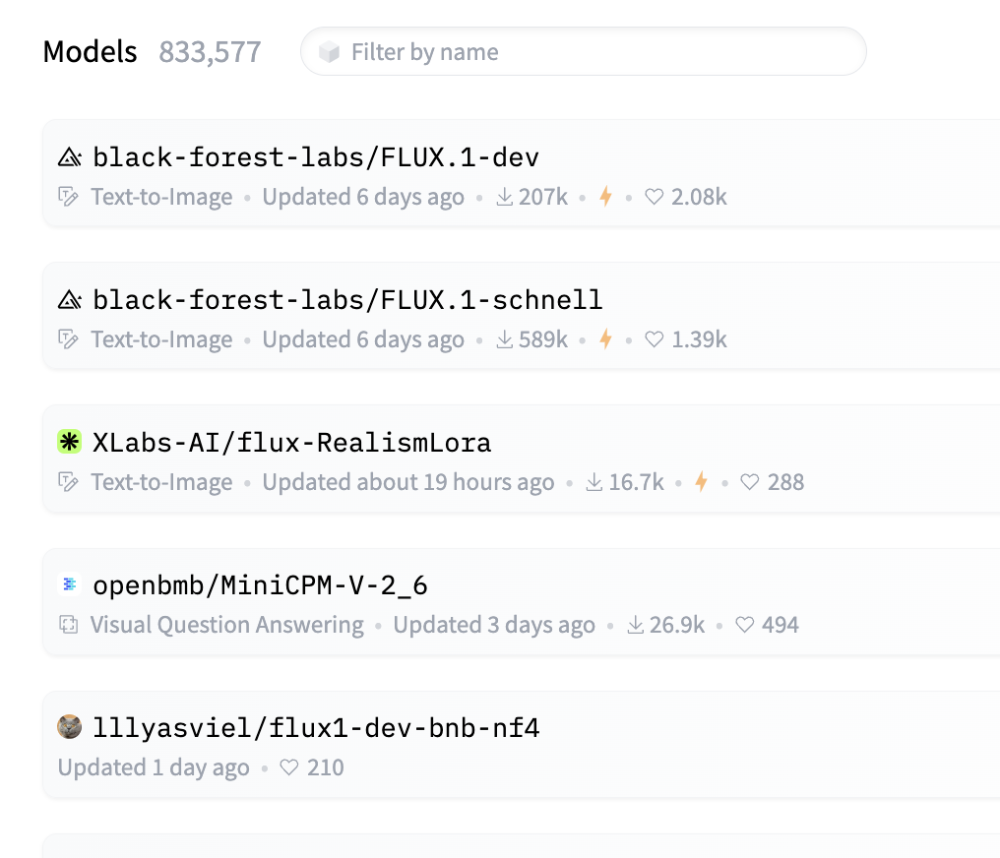 Models 833,577 Filter by name
black-forest-labs/FLUX.1-dev
Text-to-Image • Updated 6 days ago • 207k • • 2.08k
black-forest-labs/FLUX.1-schnell
Text-to-Image • Updated 6 days ago • 589k • • 1.39k
XLabs-AI/flux-RealismLora
Text-to-Image • Updated about 19 hours ago • 16.7k • • 288
openbmb/MiniCPM-V-2_6
Visual Question Answering • Updated 3 days ago • 26.9k • 494
lllyasviel/flux1-dev-bnb-nf4
Updated 1 day ago • 210